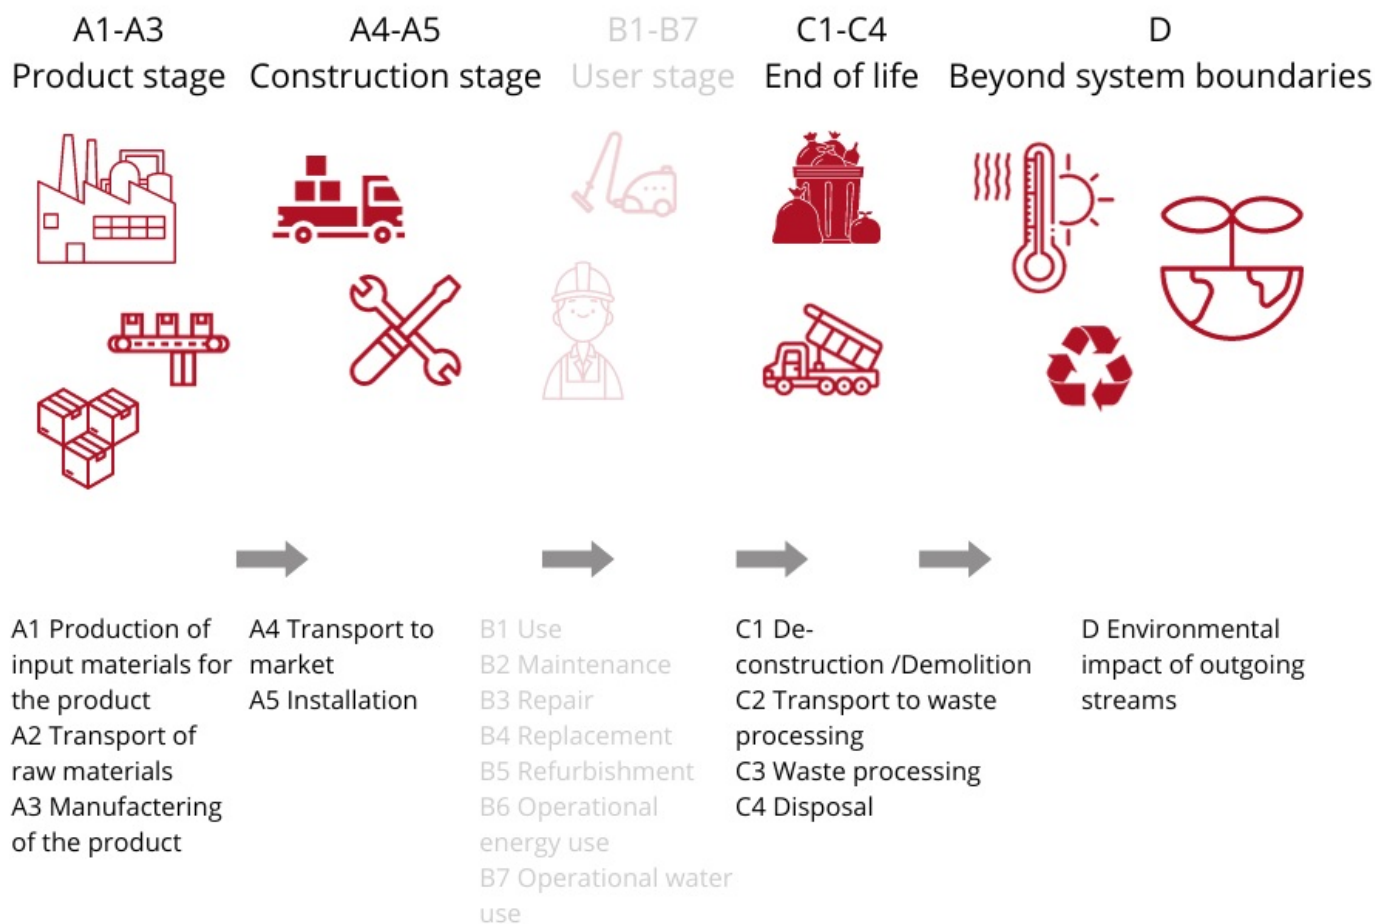 A1-A3
Product stage
A4-A5
Construction stage
B1-B7
User stage
C1-C4
End of life
D
Beyond system boundaries
A1 Production of
input materials for
the product
A2 Transport of
raw materials
A3 Manufactering
of the product
A4 Transport to
market
A5 Installation
B1 Use
B2 Maintenance
B3 Repair
B4 Replacement
B5 Refurbishment
B6 Operational
energy use
B7 Operational water
use
C1 De-
construction /Demolition
C2 Transport to waste
processing
C3 Waste processing
C4 Disposal
D Environmental
impact of outgoing
streams